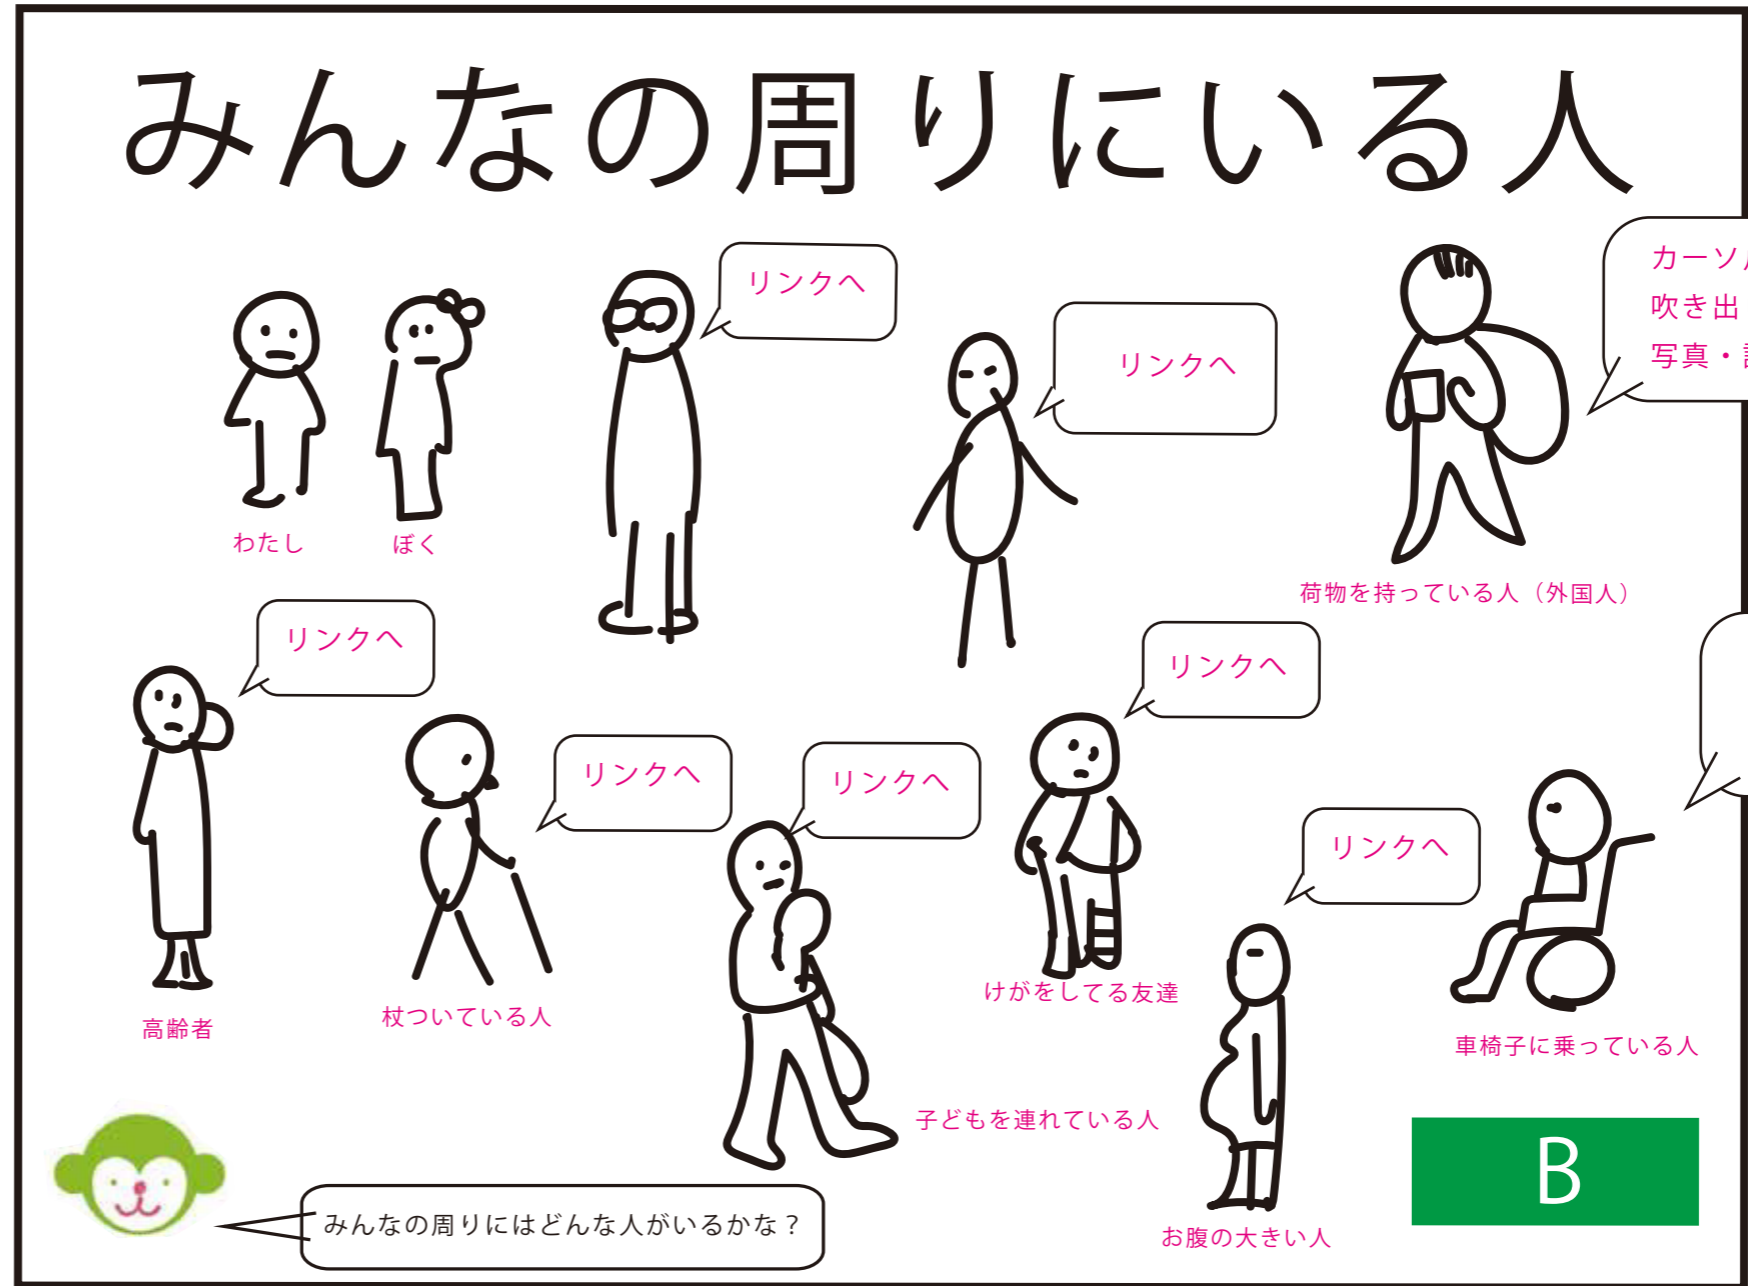 みんなの周りにいる人
リンクへ
リンクへ
カーソ
吹き出
写真・
わたし
ぼく
荷物を持っている人（外国人）
リンクへ
リンクへ
リンクへ
リンクへ
リンクへ
高齢者
杖ついている人
けがをしてる友達
車椅子に乗っている人
子どもを連れている人
B
みんなの周りにはどんな人がいるかな？
お腹の大きい人